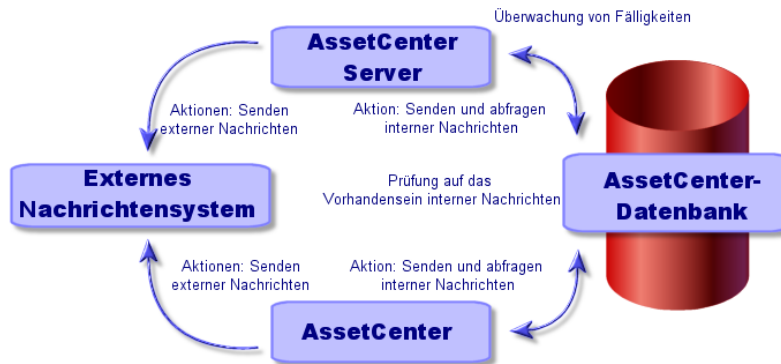 Überwachung von Fälligkeiten
AssetCenter
Server
Aktionen: Senden
externer Nachrichten
Aktion: Senden und abfragen
interner Nachrichten
Externes
Nachrichtensystem
Prüfung auf das
Vorhandensein interner Nachrichten
AssetCenter-
Datenbank
Aktionen: Senden
externer Nachrichten
Aktion: Senden und abfragen
interner Nachrichten
AssetCenter